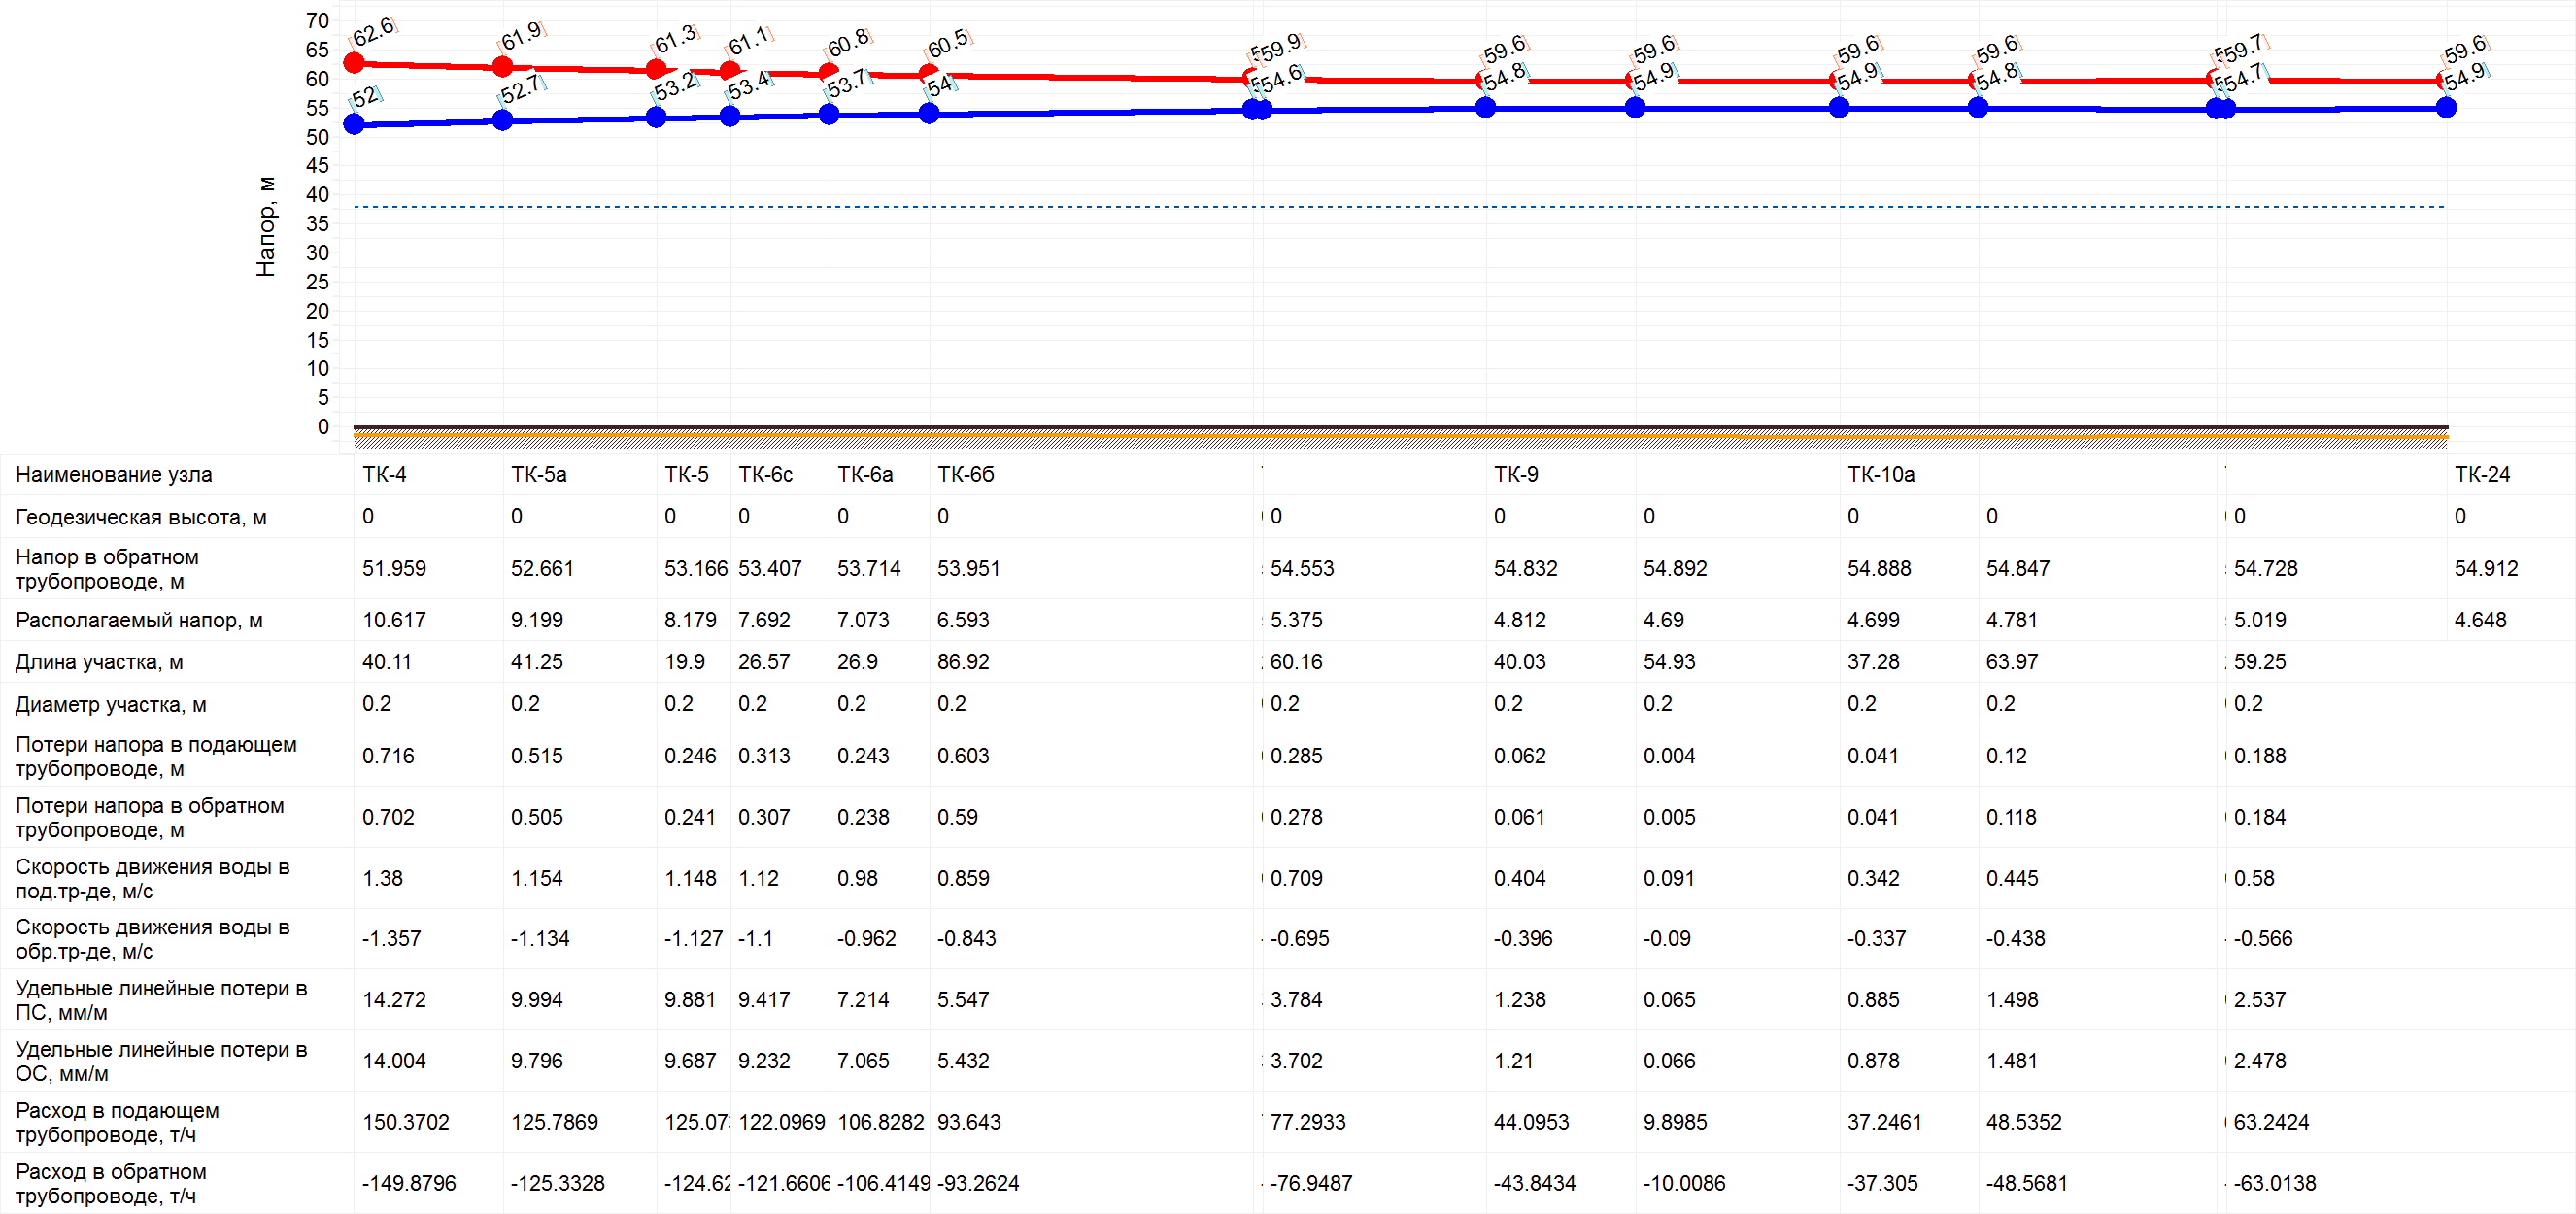 70
65
60
55
50
45
40
35
30
25
20
15
10
5
0
Напор, м
62.6 61.9 61.3 61.1 60.8 60.5 59.9 59.6 59.6 59.6 59.6 59.7 59.6
52 52.7 53.2 53.4 53.7 54 54.6 54.8 54.9 54.9 54.8 54.7 54.9
Наименование узла ТК-4 ТК-5а ТК-5 ТК-6с ТК-6а ТК-6б ТК-9 ТК-10а ТК-24
Геодезическая высота, м 0 0 0 0 0 0 0 0 0 0 0 0 0
Напор в обратном
трубопроводе, м 51.959 52.661 53.166 53.407 53.714 53.951 54.553 54.832 54.892 54.888 54.847 54.728 54.912
Располагаемый напор, м 10.617 9.199 8.179 7.692 7.073 6.593 5.375 4.812 4.69 4.699 4.781 5.019 4.648
Длина участка, м 40.11 41.25 19.9 26.57 26.9 86.92 60.16 40.03 54.93 37.28 63.97 59.25
Диаметр участка, м 0.2 0.2 0.2 0.2 0.2 0.2 0.2 0.2 0.2 0.2 0.2 0.2
Потери напора в подающем
трубопроводе, м 0.716 0.515 0.246 0.313 0.243 0.603 0.285 0.062 0.004 0.041 0.12 0.188
Потери напора в обратном
трубопроводе, м 0.702 0.505 0.241 0.307 0.238 0.59 0.278 0.061 0.005 0.041 0.118 0.184
Скорость движения воды в
под.тр-де, м/с 1.38 1.154 1.148 1.12 0.98 0.859 0.709 0.404 0.091 0.342 0.445 0.58
Скорость движения воды в
обр.тр-де, м/с -1.357 -1.134 -1.127 -1.1 -0.962 -0.843 -0.695 -0.396 -0.09 -0.337 -0.438 -0.566
Удельные линейные потери в
ПС, мм/м 14.272 9.994 9.881 9.417 7.214 5.547 3.784 1.238 0.065 0.885 1.498 2.537
Удельные линейные потери в
ОС, мм/м 14.004 9.796 9.687 9.232 7.065 5.432 3.702 1.21 0.066 0.878 1.481 2.478
Расход в подающем
трубопроводе, т/ч 150.3702 125.7869 125.07 122.0969 106.8282 93.643 77.2933 44.0953 9.8985 37.2461 48.5352 63.2424
Расход в обратном
трубопроводе, т/ч -149.8796 -125.3328 -124.62 -121.6606 -106.4149 -93.2624 -76.9487 -43.8434 -10.0086 -37.305 -48.5681 -63.0138